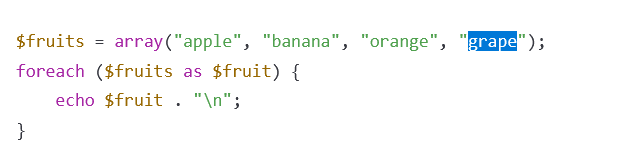 $fruits = array("apple", "banana", "orange", "grape");
foreach ($fruits as $fruit) {
    echo $fruit . "\n";
}